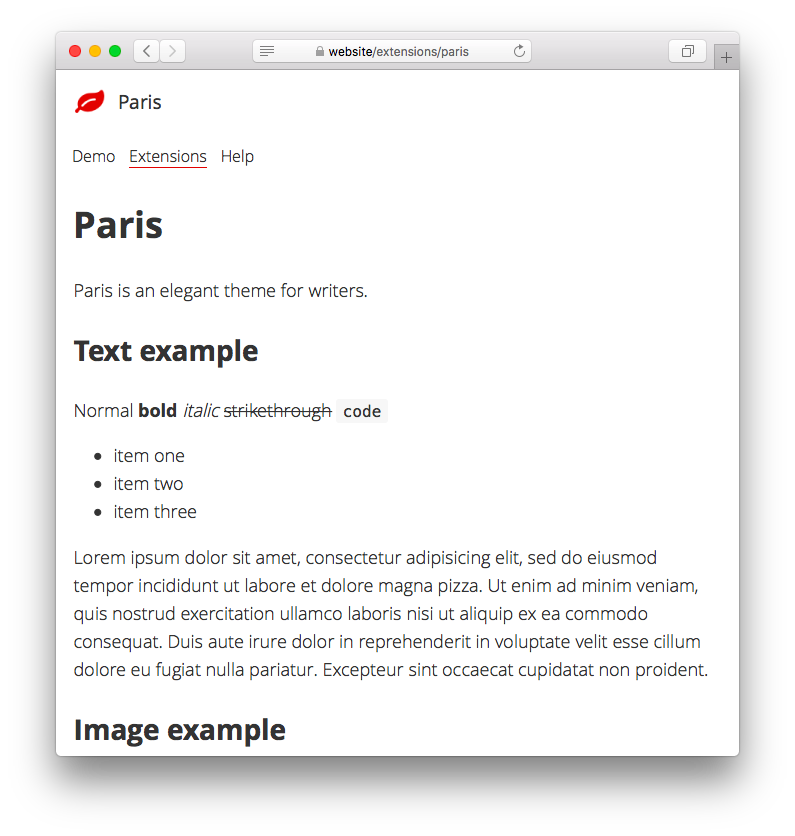 website/extensions/paris
Paris
Demo Extensions Help
Paris
Paris is an elegant theme for writers.
Text example
Normal bold italic strikethrough code
item one
item two
item three
Lorem ipsum dolor sit amet, consectetur adipisicing elit, sed do eiusmod
tempor incididunt ut labore et dolore magna pizza. Ut enim ad minim veniam,
quis nostrud exercitation ullamco laboris nisi ut aliquip ex ea commodo
consequat. Duis aute irure dolor in reprehenderit in voluptate velit esse cillum
dolore eu fugiat nulla pariatur. Excepteur sint occaecat cupidatat non proident.
Image example